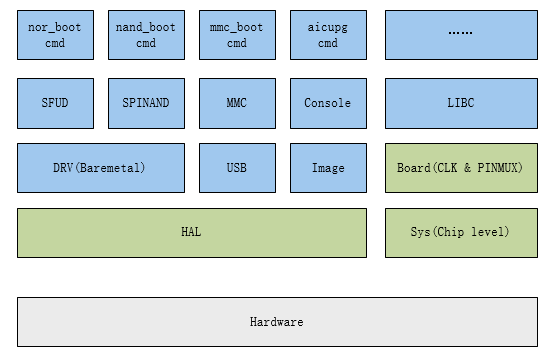 nor_boot
cmd
nand_boot
cmd
mmc_boot
cmd
aicupg
cmd
……
SFUD
SPINAND
MMC
Console
LIBC
DRV(Baremetal)
USB
Image
Board(CLK & PINMUX)
HAL
Sys(Chip level)
Hardware